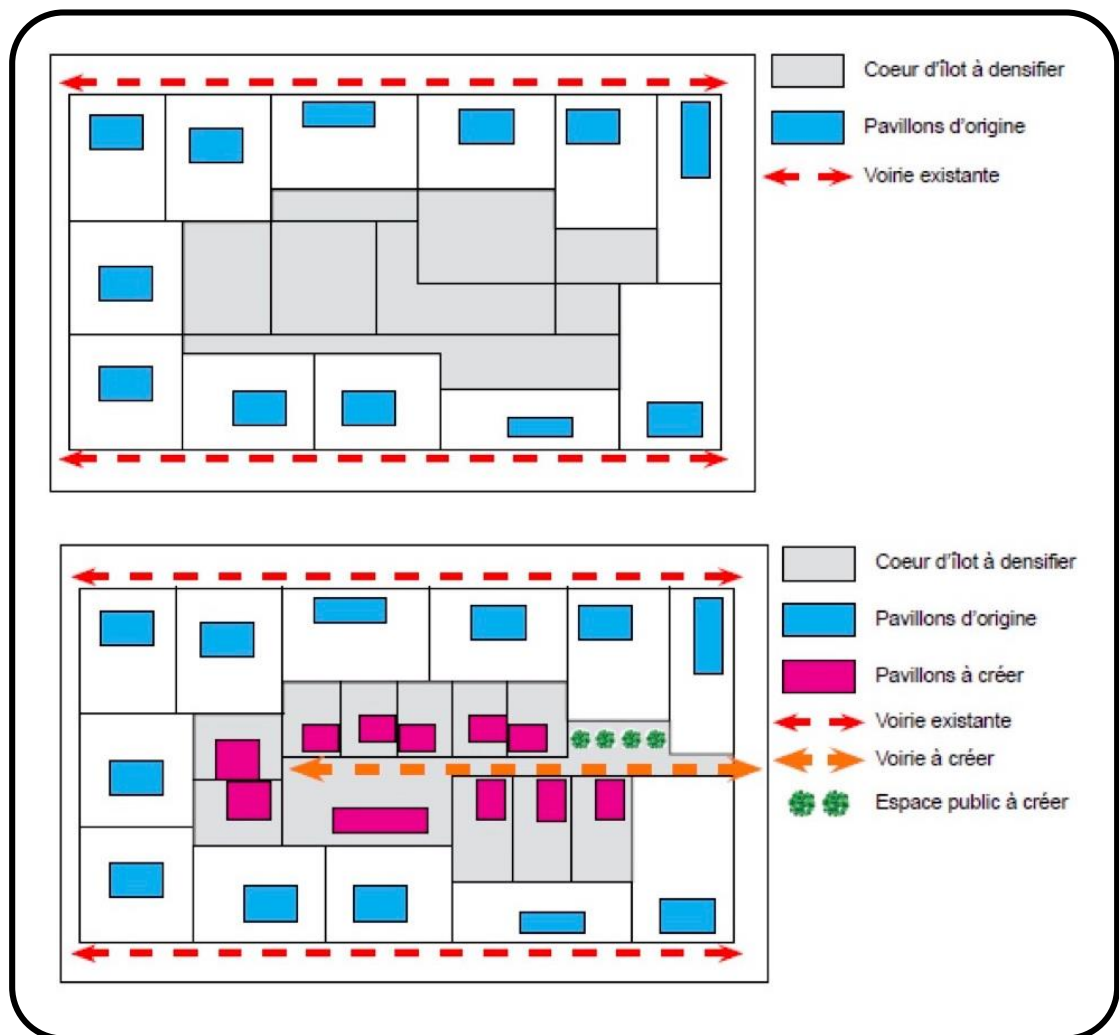 Coeur d'îlot à densifier
Pavillons d'origine
Voirie existante
Coeur d'îlot à densifier
Pavillons d'origine
Pavillons à créer
Voirie existante
Voirie à créer
Espace public à créer